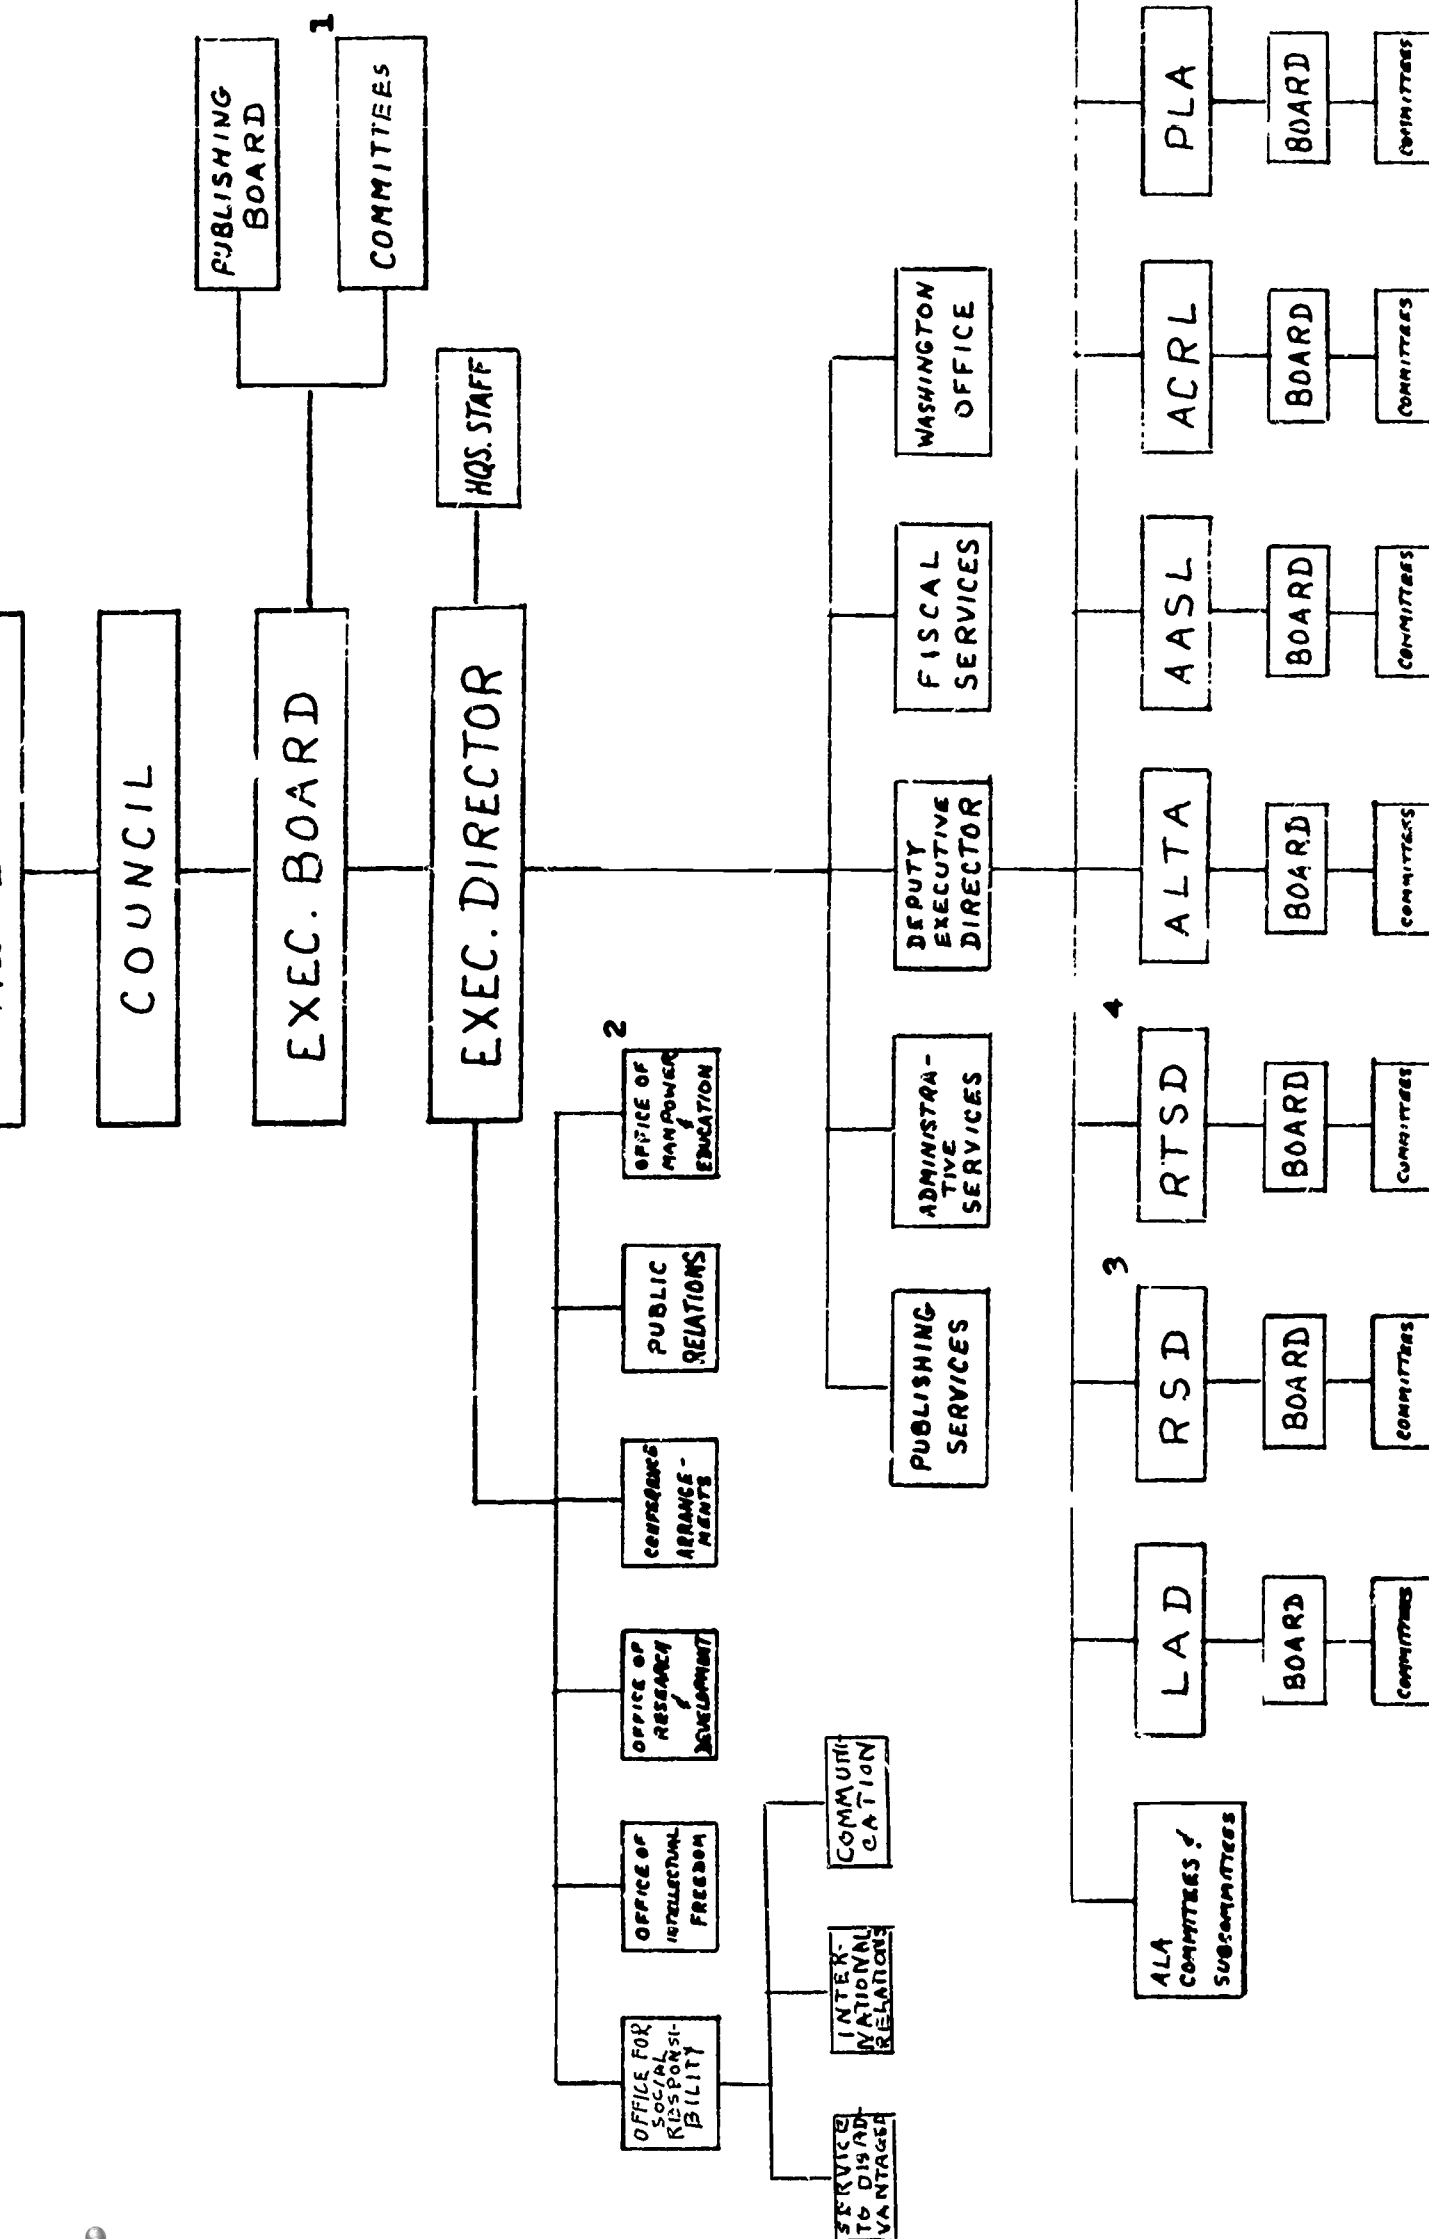 COUNCIL
EXEC. BOARD
PUBLISHING
BOARD
1
COMMITTEES
EXEC. DIRECTOR
HQS. STAFF
OFFICE FOR
SOCIAL
RESPONSI-
BILITY
OFFICE OF
INTELLECTUAL
FREEDOM
OFFICE OF
RESEARCH
&
DEVELOPMENT
CONFERENCE
ARRANGE-
MENTS
PUBLIC
RELATIONS
2
OFFICE OF
MANPOWER
&
EDUCATION
SERVICE
TO DISAD-
VANTAGED
INTER-
NATIONAL
RELATIONS
COMMUNI-
CATION
PUBLISHING
SERVICES
ADMINISTRA-
TIVE
SERVICES
DEPUTY
EXECUTIVE
DIRECTOR
FISCAL
SERVICES
WASHINGTON
OFFICE
ALA
COMMITTEES &
SUBCOMMITTEES
LAD
3
RSD
4
RTSD
ALTA
AASL
ACRL
PLA
BOARD
BOARD
BOARD
BOARD
BOARD
BOARD
BOARD
COMMITTEES
COMMITTEES
COMMITTEES
COMMITTEES
COMMITTEES
COMMITTEES
COMMITTEES